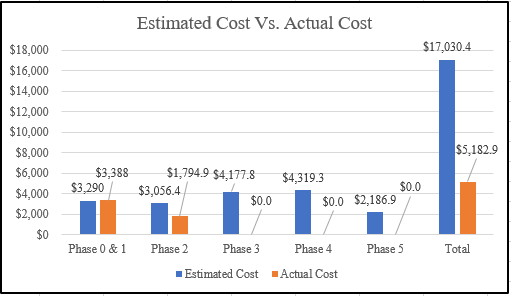 Estimated Cost Vs. Actual Cost
$18,000
$16,000
$14,000
$12,000
$10,000
$8,000
$6,000
$4,000
$2,000
$0
$3,290
$3,388
$3,056.4
$1,794.9
$4,177.8
$0.0
$4,319.3
$0.0
$2,186.9
$0.0
$17,030.4
$5,182.9
Phase 0 & 1
Phase 2
Phase 3
Phase 4
Phase 5
Total
Estimated Cost
Actual Cost